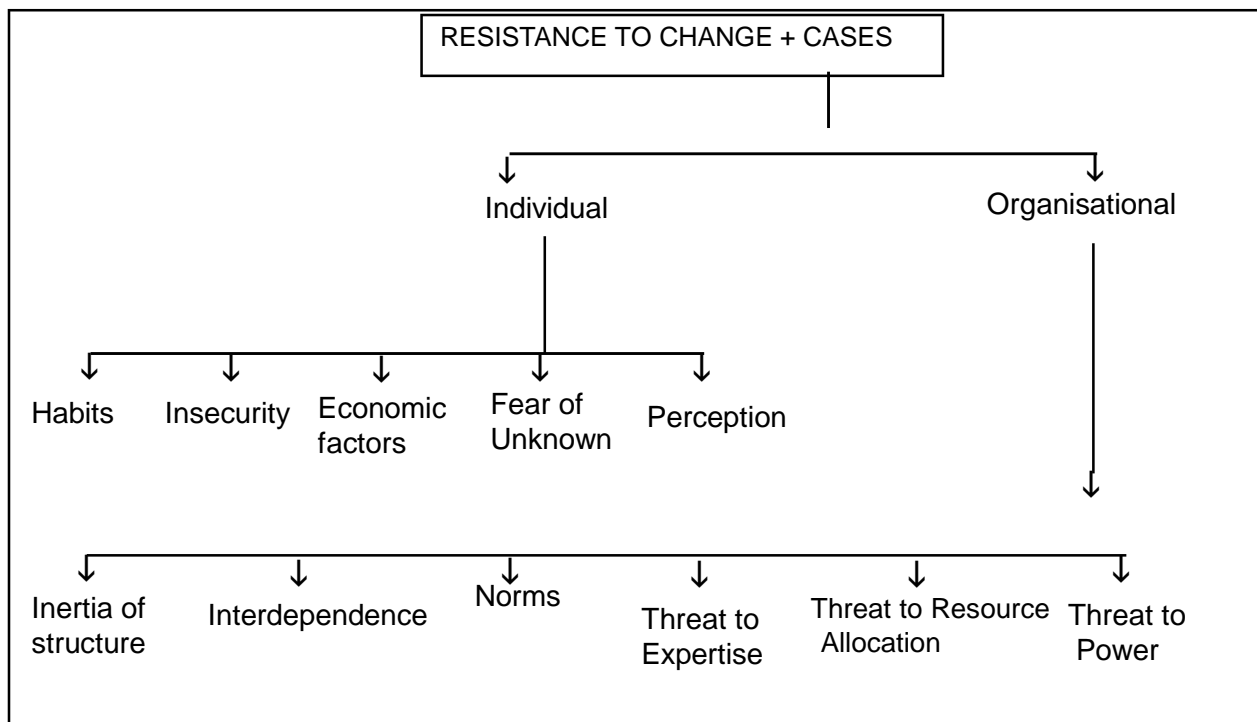 RESISTANCE TO CHANGE + CASES
Individual
Organisational
Habits
Insecurity
Economic
factors
Fear of
Unknown
Perception
Inertia of
structure
Interdependence
Norms
Threat to
Expertise
Threat to Resource
Allocation
Threat to
Power